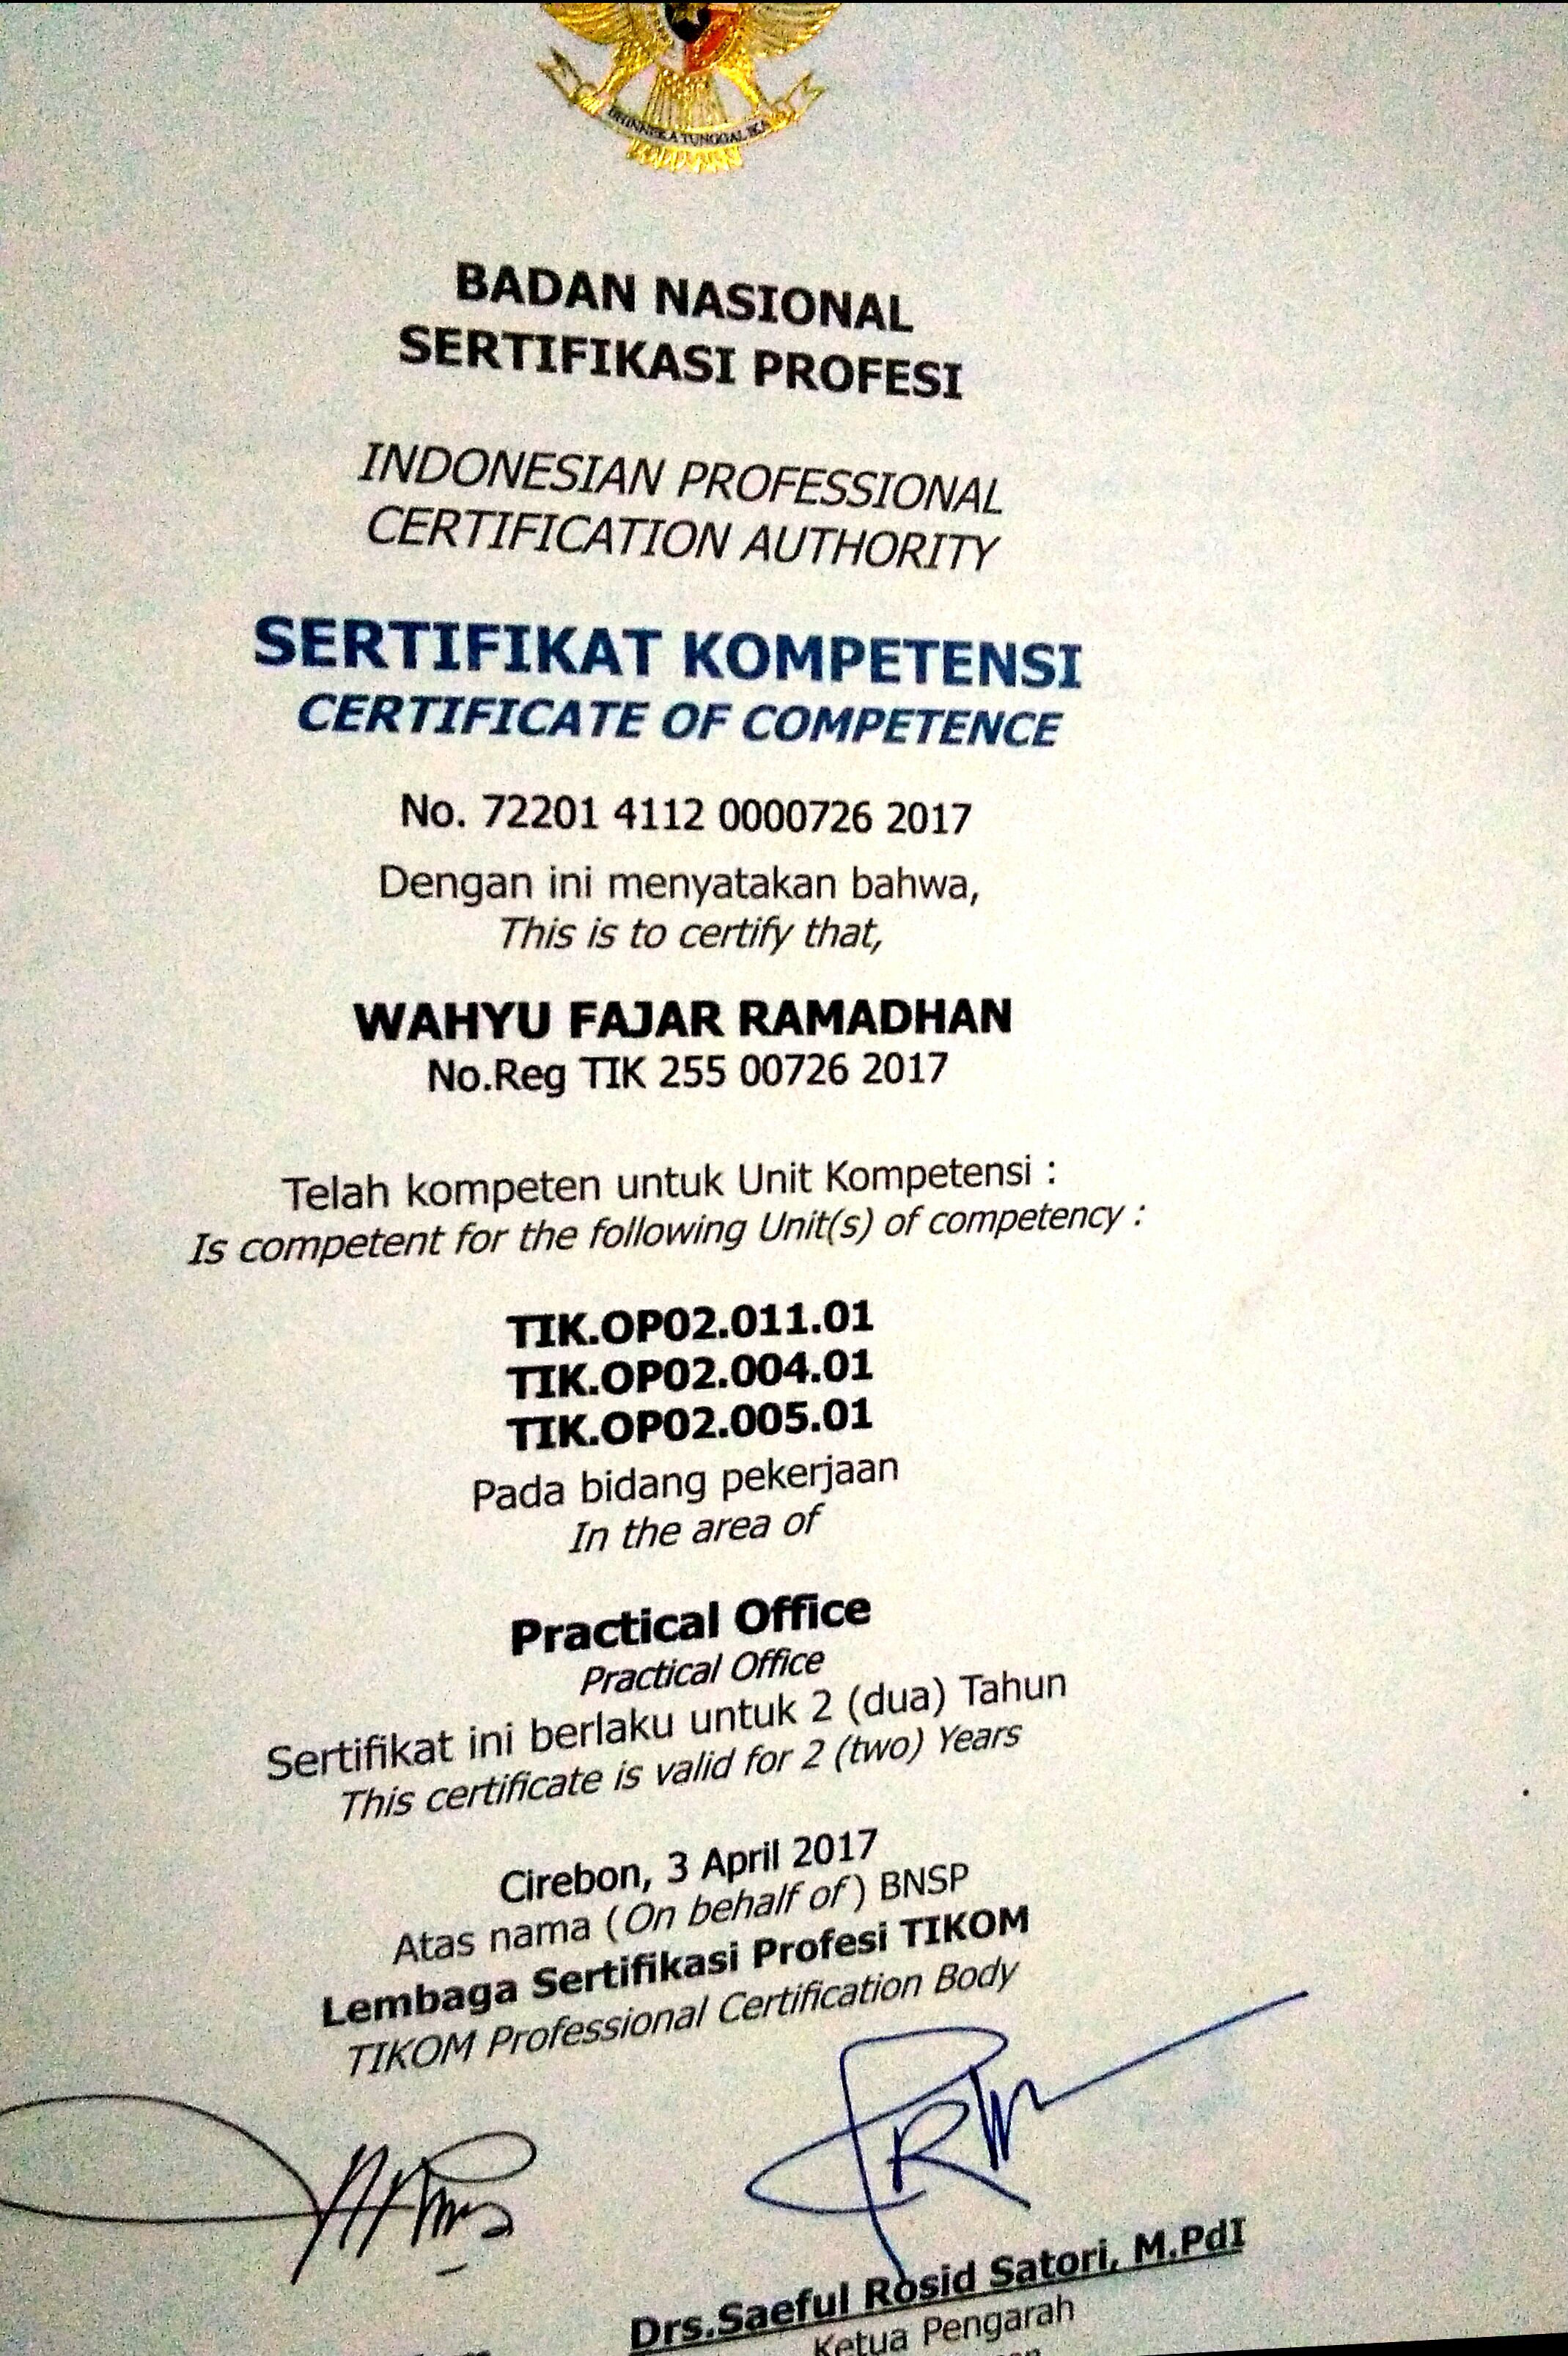 BHINNEKA TUNGGAL IKA
BADAN NASIONAL
SERTIFIKASI PROFESI
INDONESIAN PROFESSIONAL
CERTIFICATION AUTHORITY
SERTIFIKAT KOMPETENSI
CERTIFICATE OF COMPETENCE
No. 72201 4112 0000726 2017
Dengan ini menyatakan bahwa,
This is to certify that,
WAHYU FAJAR RAMADHAN
No.Reg TIK 255 00726 2017
Telah kompeten untuk Unit Kompetensi :
Is competent for the following Unit(s) of competency :
TIK.OP02.011.01
TIK.OP02.004.01
TIK.OP02.005.01
Pada bidang pekerjaan
In the area of
Practical Office
Practical Office
Sertifikat ini berlaku untuk 2 (dua) Tahun
This certificate is valid for 2 (two) Years
Cirebon, 3 April 2017
Atas nama (On behalf of) BNSP
Lembaga Sertifikasi Profesi TIKOM
TIKOM Professional Certification Body
Drs.Saeful Rosid Satori, M.PdI
Ketua Pengarah